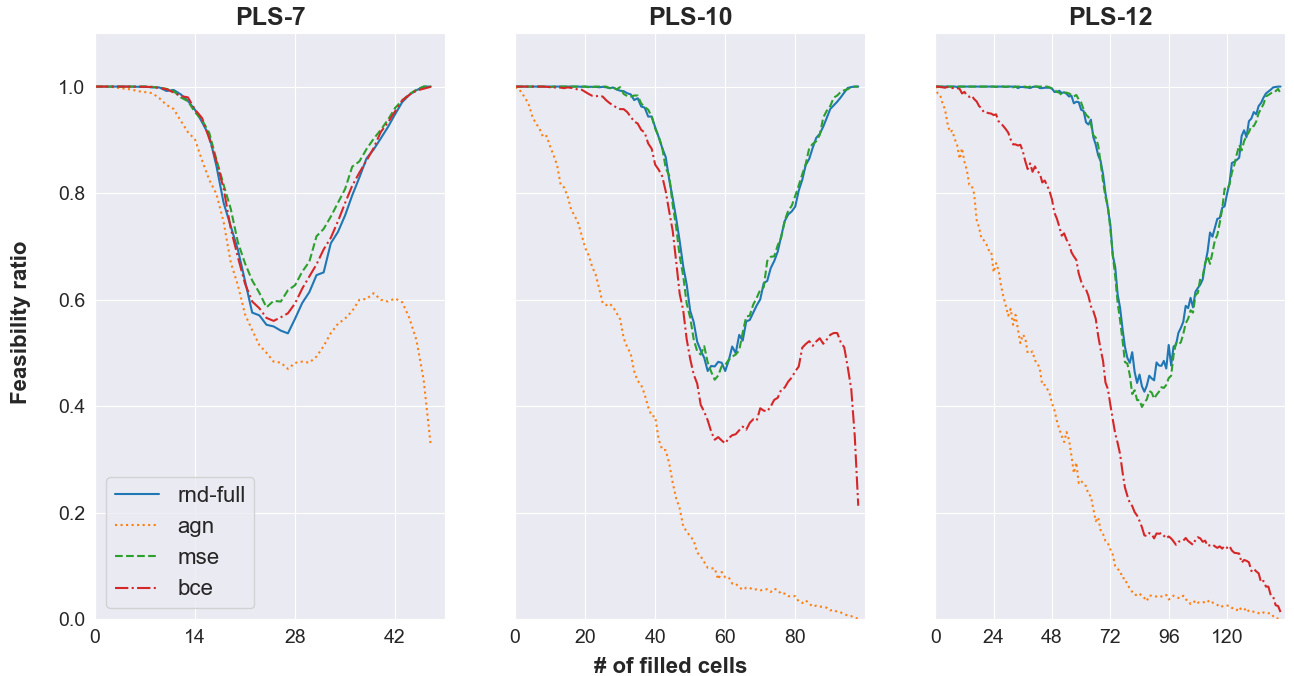 PLS-7 PLS-10 PLS-12
Feasibility ratio
1.0
0.8
0.6
0.4
0.2
0.0
rnd-full
agn
mse
bce
0 14 28 42
0 20 40 60 80
0 24 48 72 96 120
# of filled cells